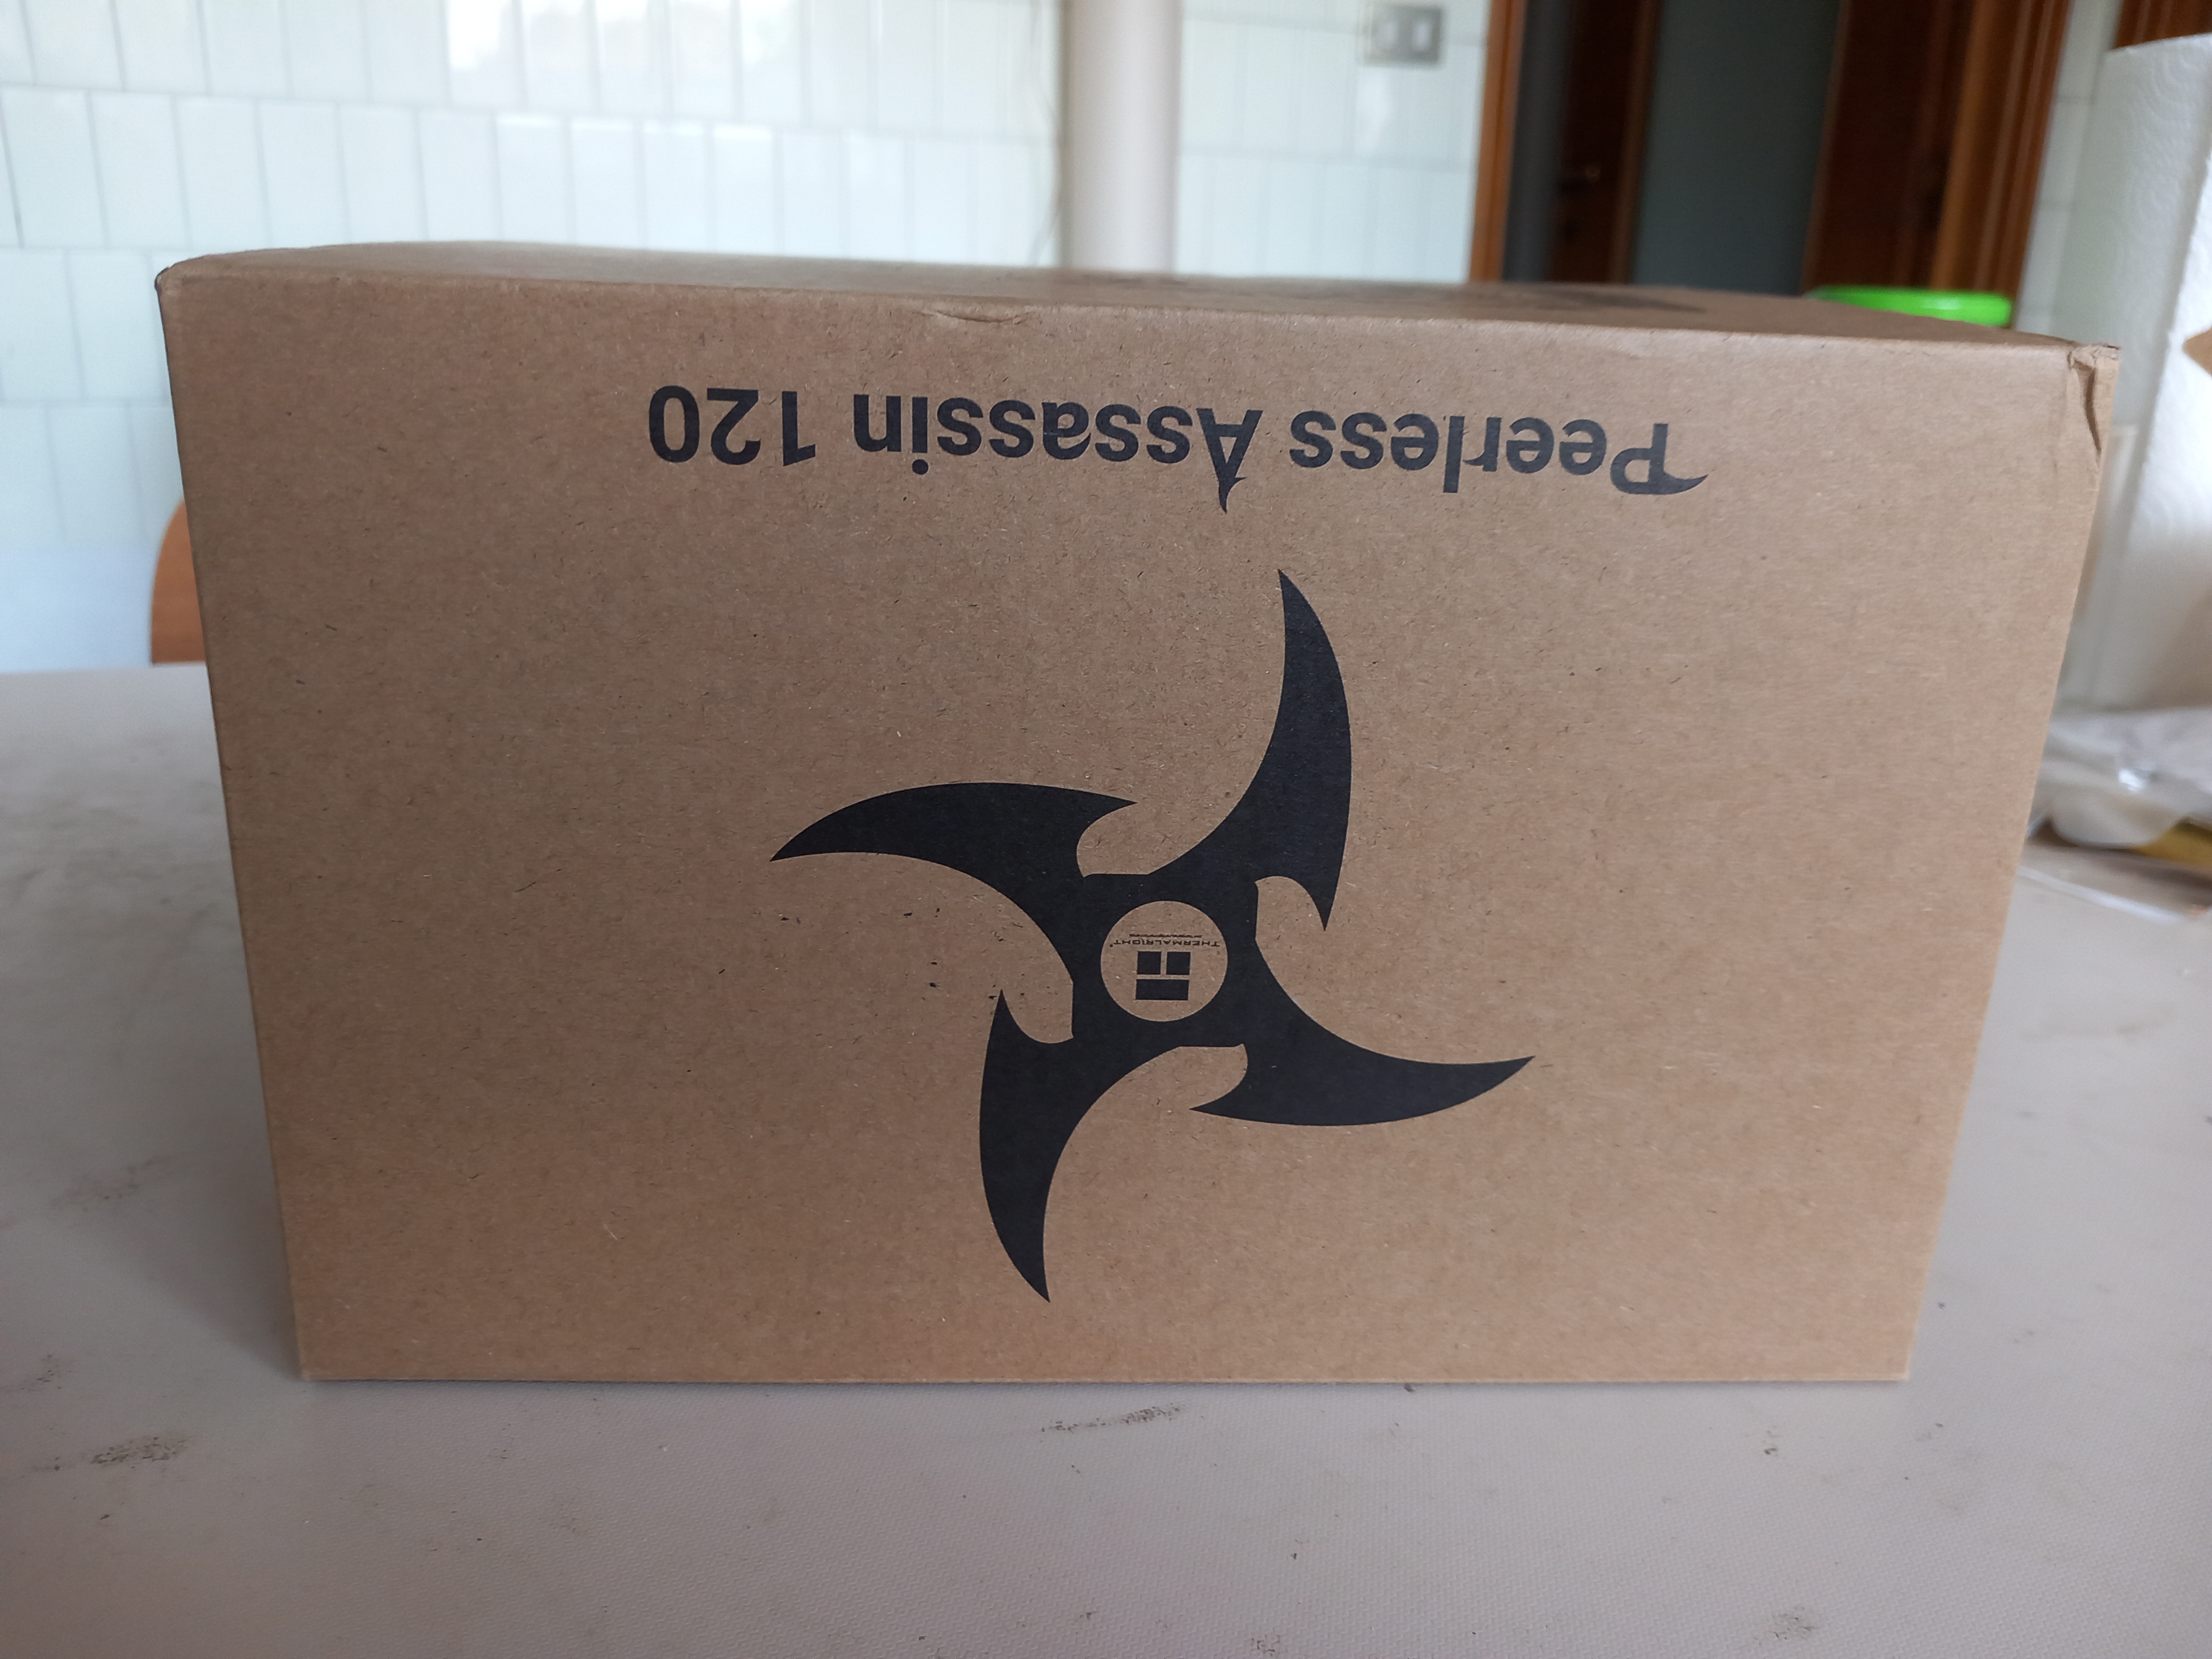 Peerless Assassin 120
THERMALRIGHT®